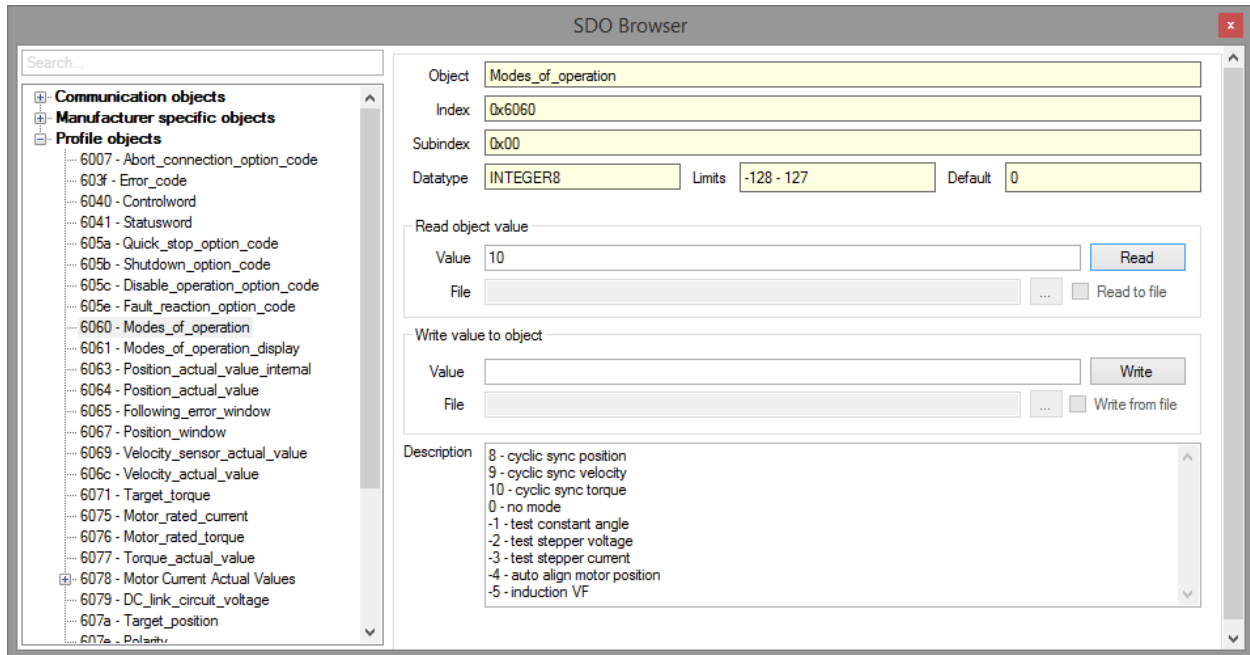 SDO Browser
x
Search...
Communication objects
Manufacturer specific objects
Profile objects
6007 - Abort_connection_option_code
603f - Error_code
6040 - Controlword
6041 - Statusword
605a - Quick_stop_option_code
605b - Shutdown_option_code
605c - Disable_operation_option_code
605e - Fault_reaction_option_code
6060 - Modes_of_operation
6061 - Modes_of_operation_display
6063 - Position_actual_value_internal
6064 - Position_actual_value
6065 - Following_error_window
6067 - Position_window
6069 - Velocity_sensor_actual_value
606c - Velocity_actual_value
6071 - Target_torque
6075 - Motor_rated_current
6076 - Motor_rated_torque
6077 - Torque_actual_value
6078 - Motor Current Actual Values
6079 - DC_link_circuit_voltage
607a - Target_position
607e - Polarity
Object Modes_of_operation
Index 0x6060
Subindex 0x00
Datatype INTEGER8 Limits -128 - 127 Default 0
Read object value
Value 10 Read
File ... Read to file
Write value to object
Value Write
File ... Write from file
Description 8 - cyclic sync position
9 - cyclic sync velocity
10 - cyclic sync torque
0 - no mode
-1 - test constant angle
-2 - test stepper voltage
-3 - test stepper current
-4 - auto align motor position
-5 - induction VF